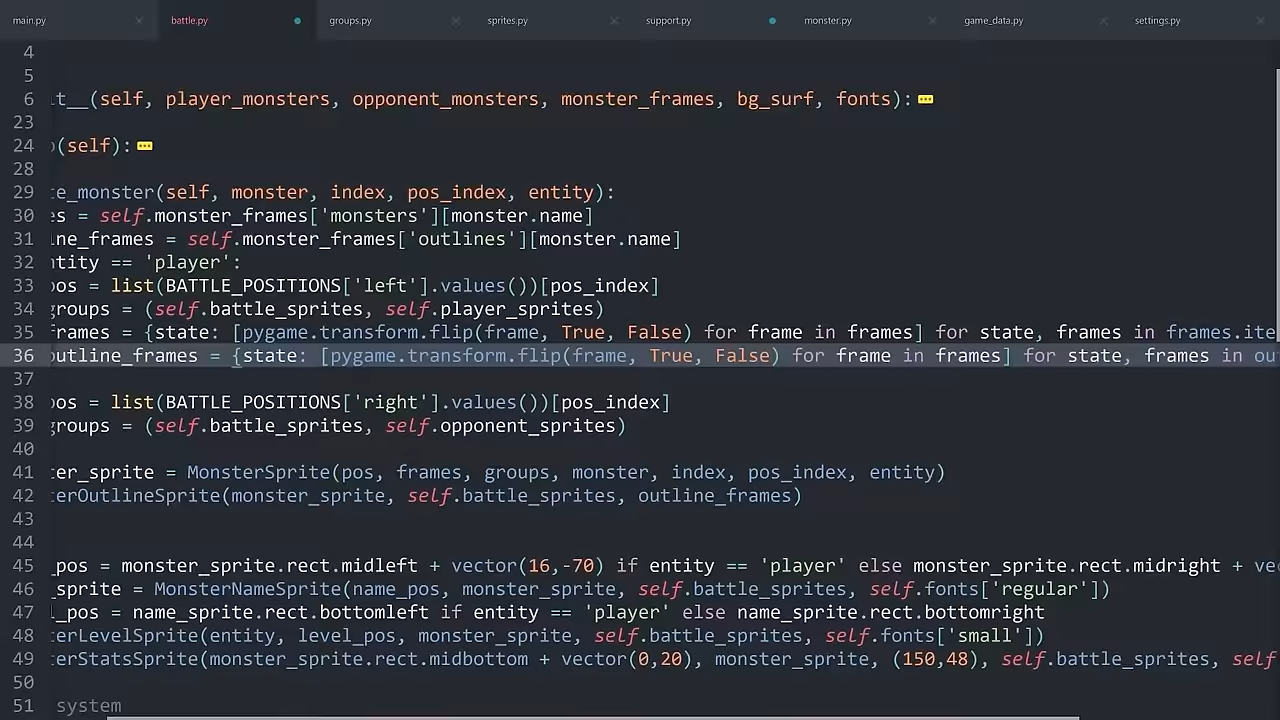 main.py battle.py groups.py sprites.py support.py monster.py game_data.py settings.py
4
5
6 t__(self, player_monsters, opponent_monsters, monster_frames, bg_surf, fonts):
23
24 (self):
28
29 te_monster(self, monster, index, pos_index, entity):
30 es = self.monster_frames['monsters'][monster.name]
31 ine_frames = self.monster_frames['outlines'][monster.name]
32 ntity == 'player':
33 pos = list(BATTLE_POSITIONS['left'].values())[pos_index]
34 groups = (self.battle_sprites, self.player_sprites)
35 frames = {state: [pygame.transform.flip(frame, True, False) for frame in frames] for state, frames in frames.ite
36 outline_frames = {state: [pygame.transform.flip(frame, True, False) for frame in frames] for state, frames in ou
37
38 pos = list(BATTLE_POSITIONS['right'].values())[pos_index]
39 groups = (self.battle_sprites, self.opponent_sprites)
40
41 ter_sprite = MonsterSprite(pos, frames, groups, monster, index, pos_index, entity)
42 terOutlineSprite(monster_sprite, self.battle_sprites, outline_frames)
43
44
45 _pos = monster_sprite.rect.midleft + vector(16,-70) if entity == 'player' else monster_sprite.rect.midright + vec
46 _sprite = MonsterNameSprite(name_pos, monster_sprite, self.battle_sprites, self.fonts['regular'])
47 l_pos = name_sprite.rect.bottomleft if entity == 'player' else name_sprite.rect.bottomright
48 terLevelSprite(entity, level_pos, monster_sprite, self.battle_sprites, self.fonts['small'])
49 terStatsSprite(monster_sprite.rect.midbottom + vector(0,20), monster_sprite, (150,48), self.battle_sprites, self
50
51 system